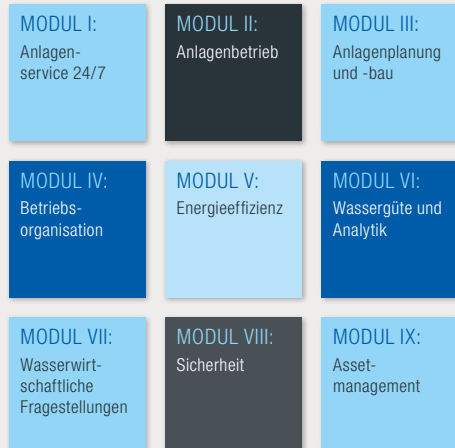 MODUL I:
Anlagen-
service 24/7
MODUL II:
Anlagenbetrieb
MODUL III:
Anlagenplanung
und -bau
MODUL IV:
Betriebs-
organisation
MODUL V:
Energieeffizienz
MODUL VI:
Wassergüte und
Analytik
MODUL VII:
Wasserwirt-
schaftliche
Fragestellungen
MODUL VIII:
Sicherheit
MODUL IX:
Asset-
management